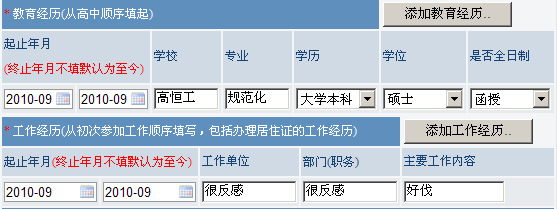 * 教育经历(从高中顺序填起) 添加教育经历..
起止年月
(终止年月不填默认为至今) 学校 专业 学历 学位 是否全日制
2010-09 2010-09 高恒工 规范化 大学本科 硕士 函授
* 工作经历(从初次参加工作顺序填写，包括办理居住证的工作经历) 添加工作经历..
起止年月(终止年月不填默认为至今) 工作单位 部门(职务) 主要工作内容
2010-09 2010-09 很反感 很反感 好伐